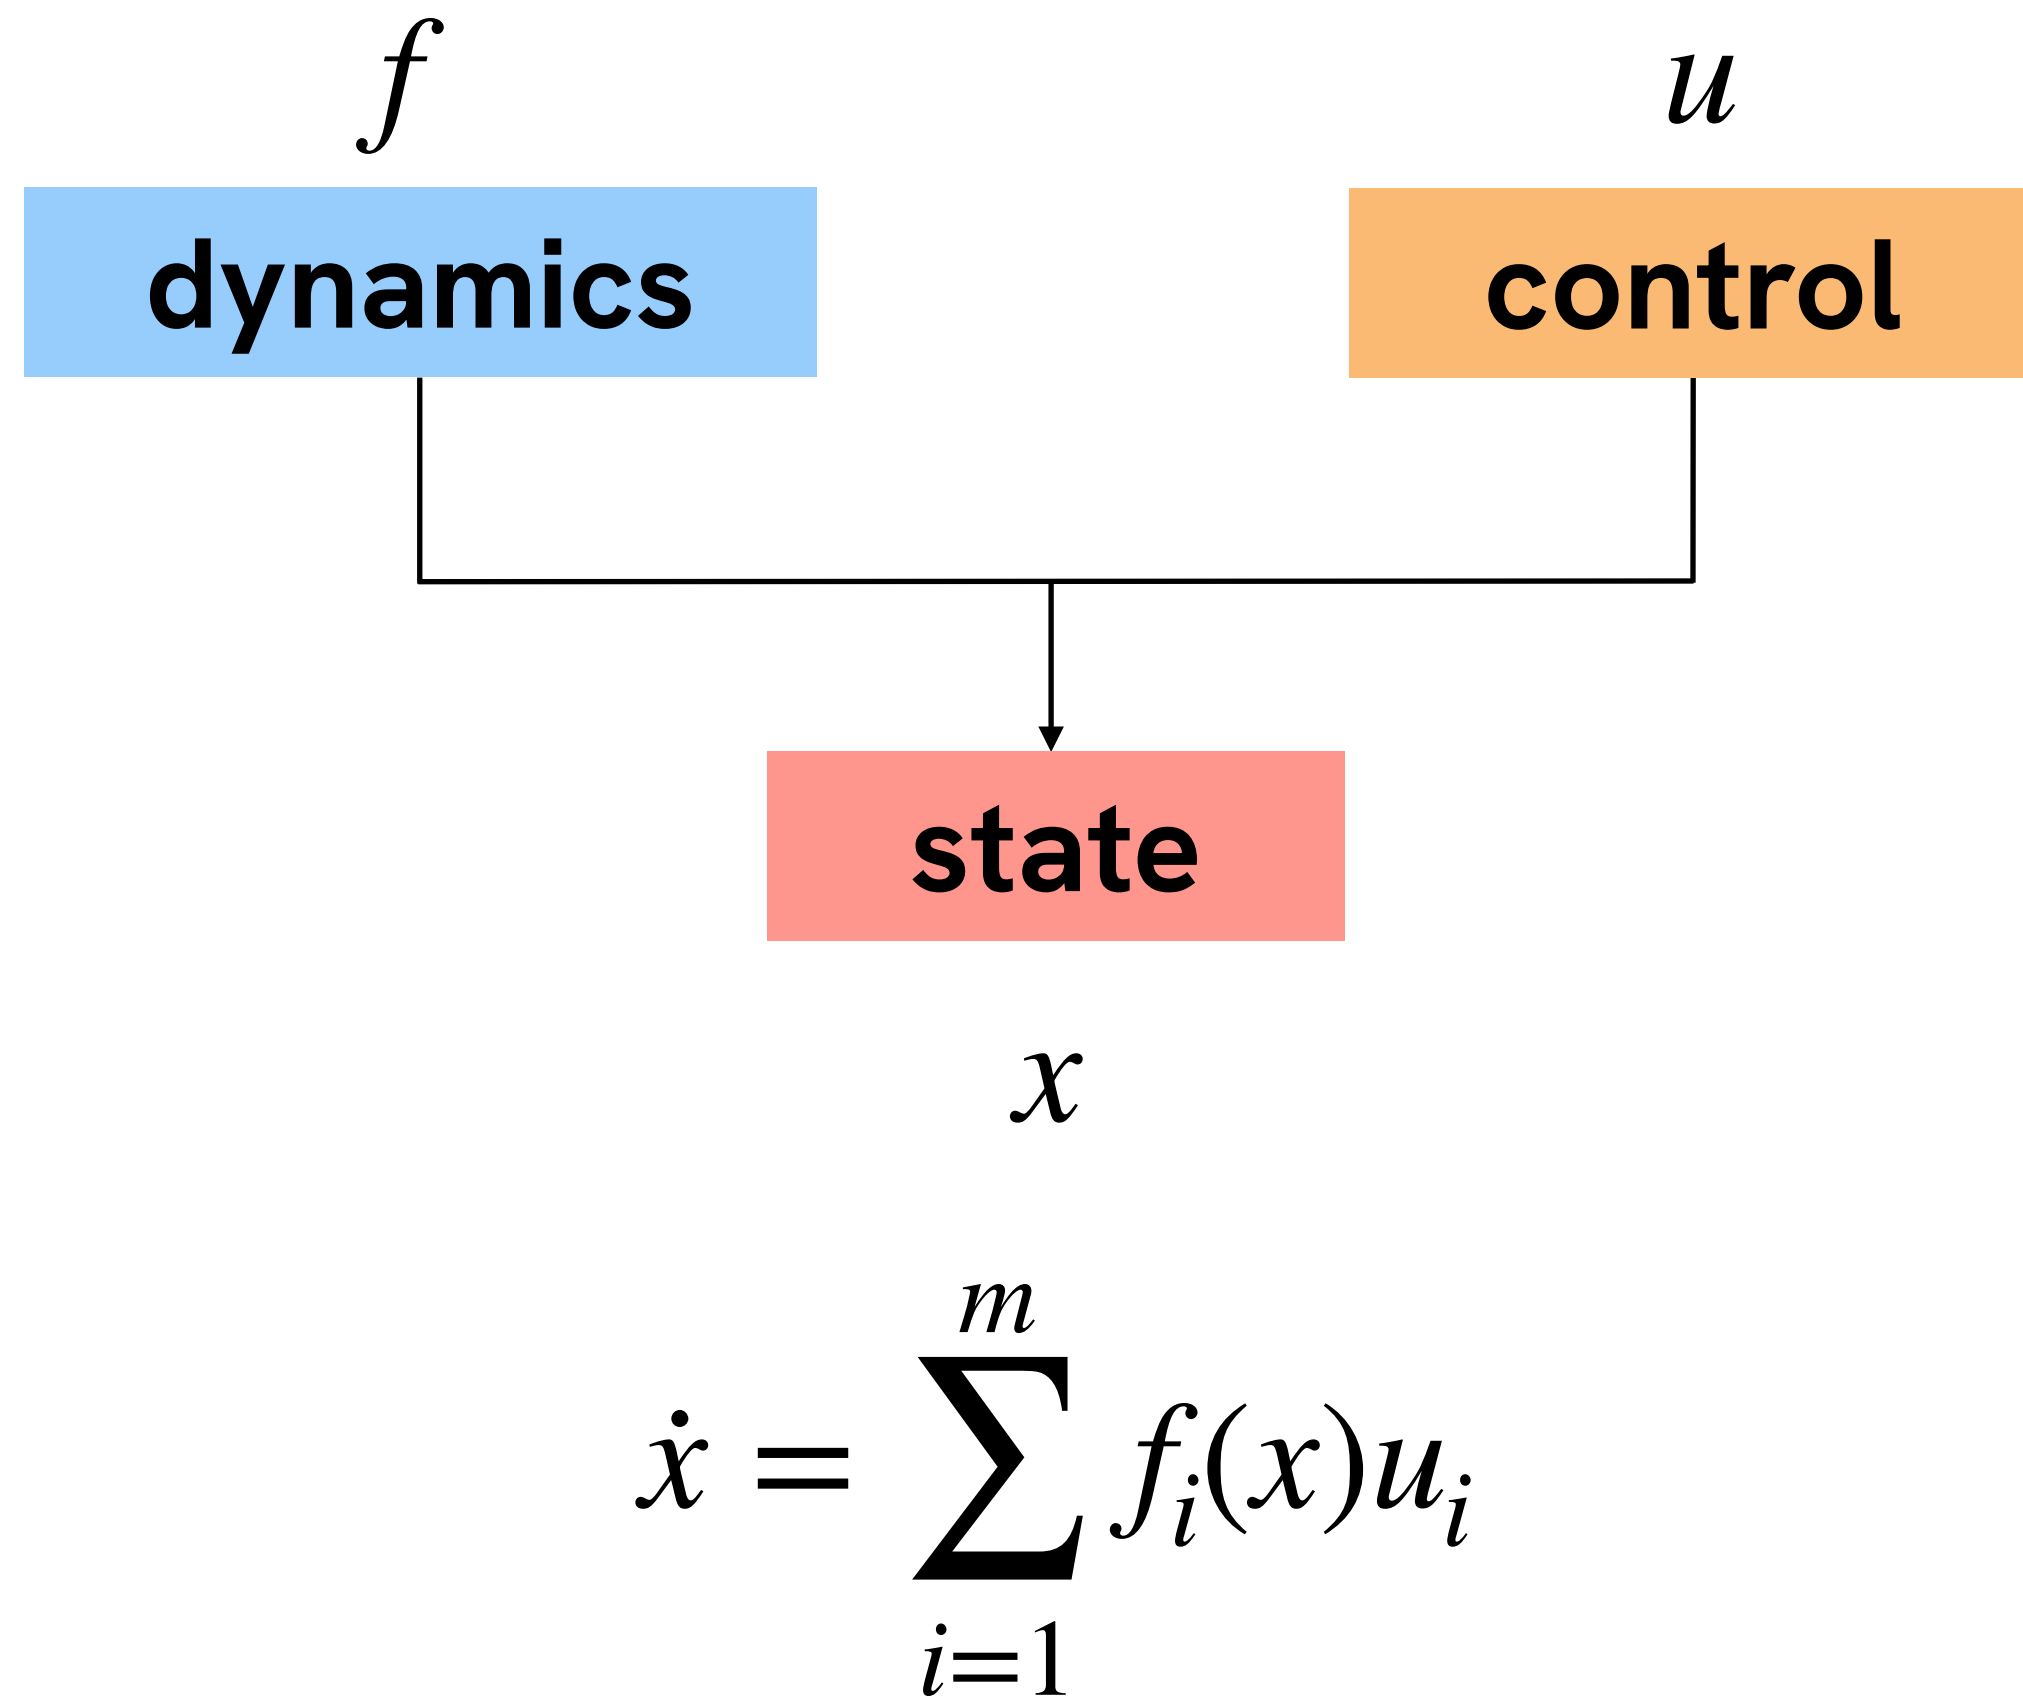 f
u
dynamics
control
state
x
ẋ = ∑_{i=1}^{m} f_i(x)u_i